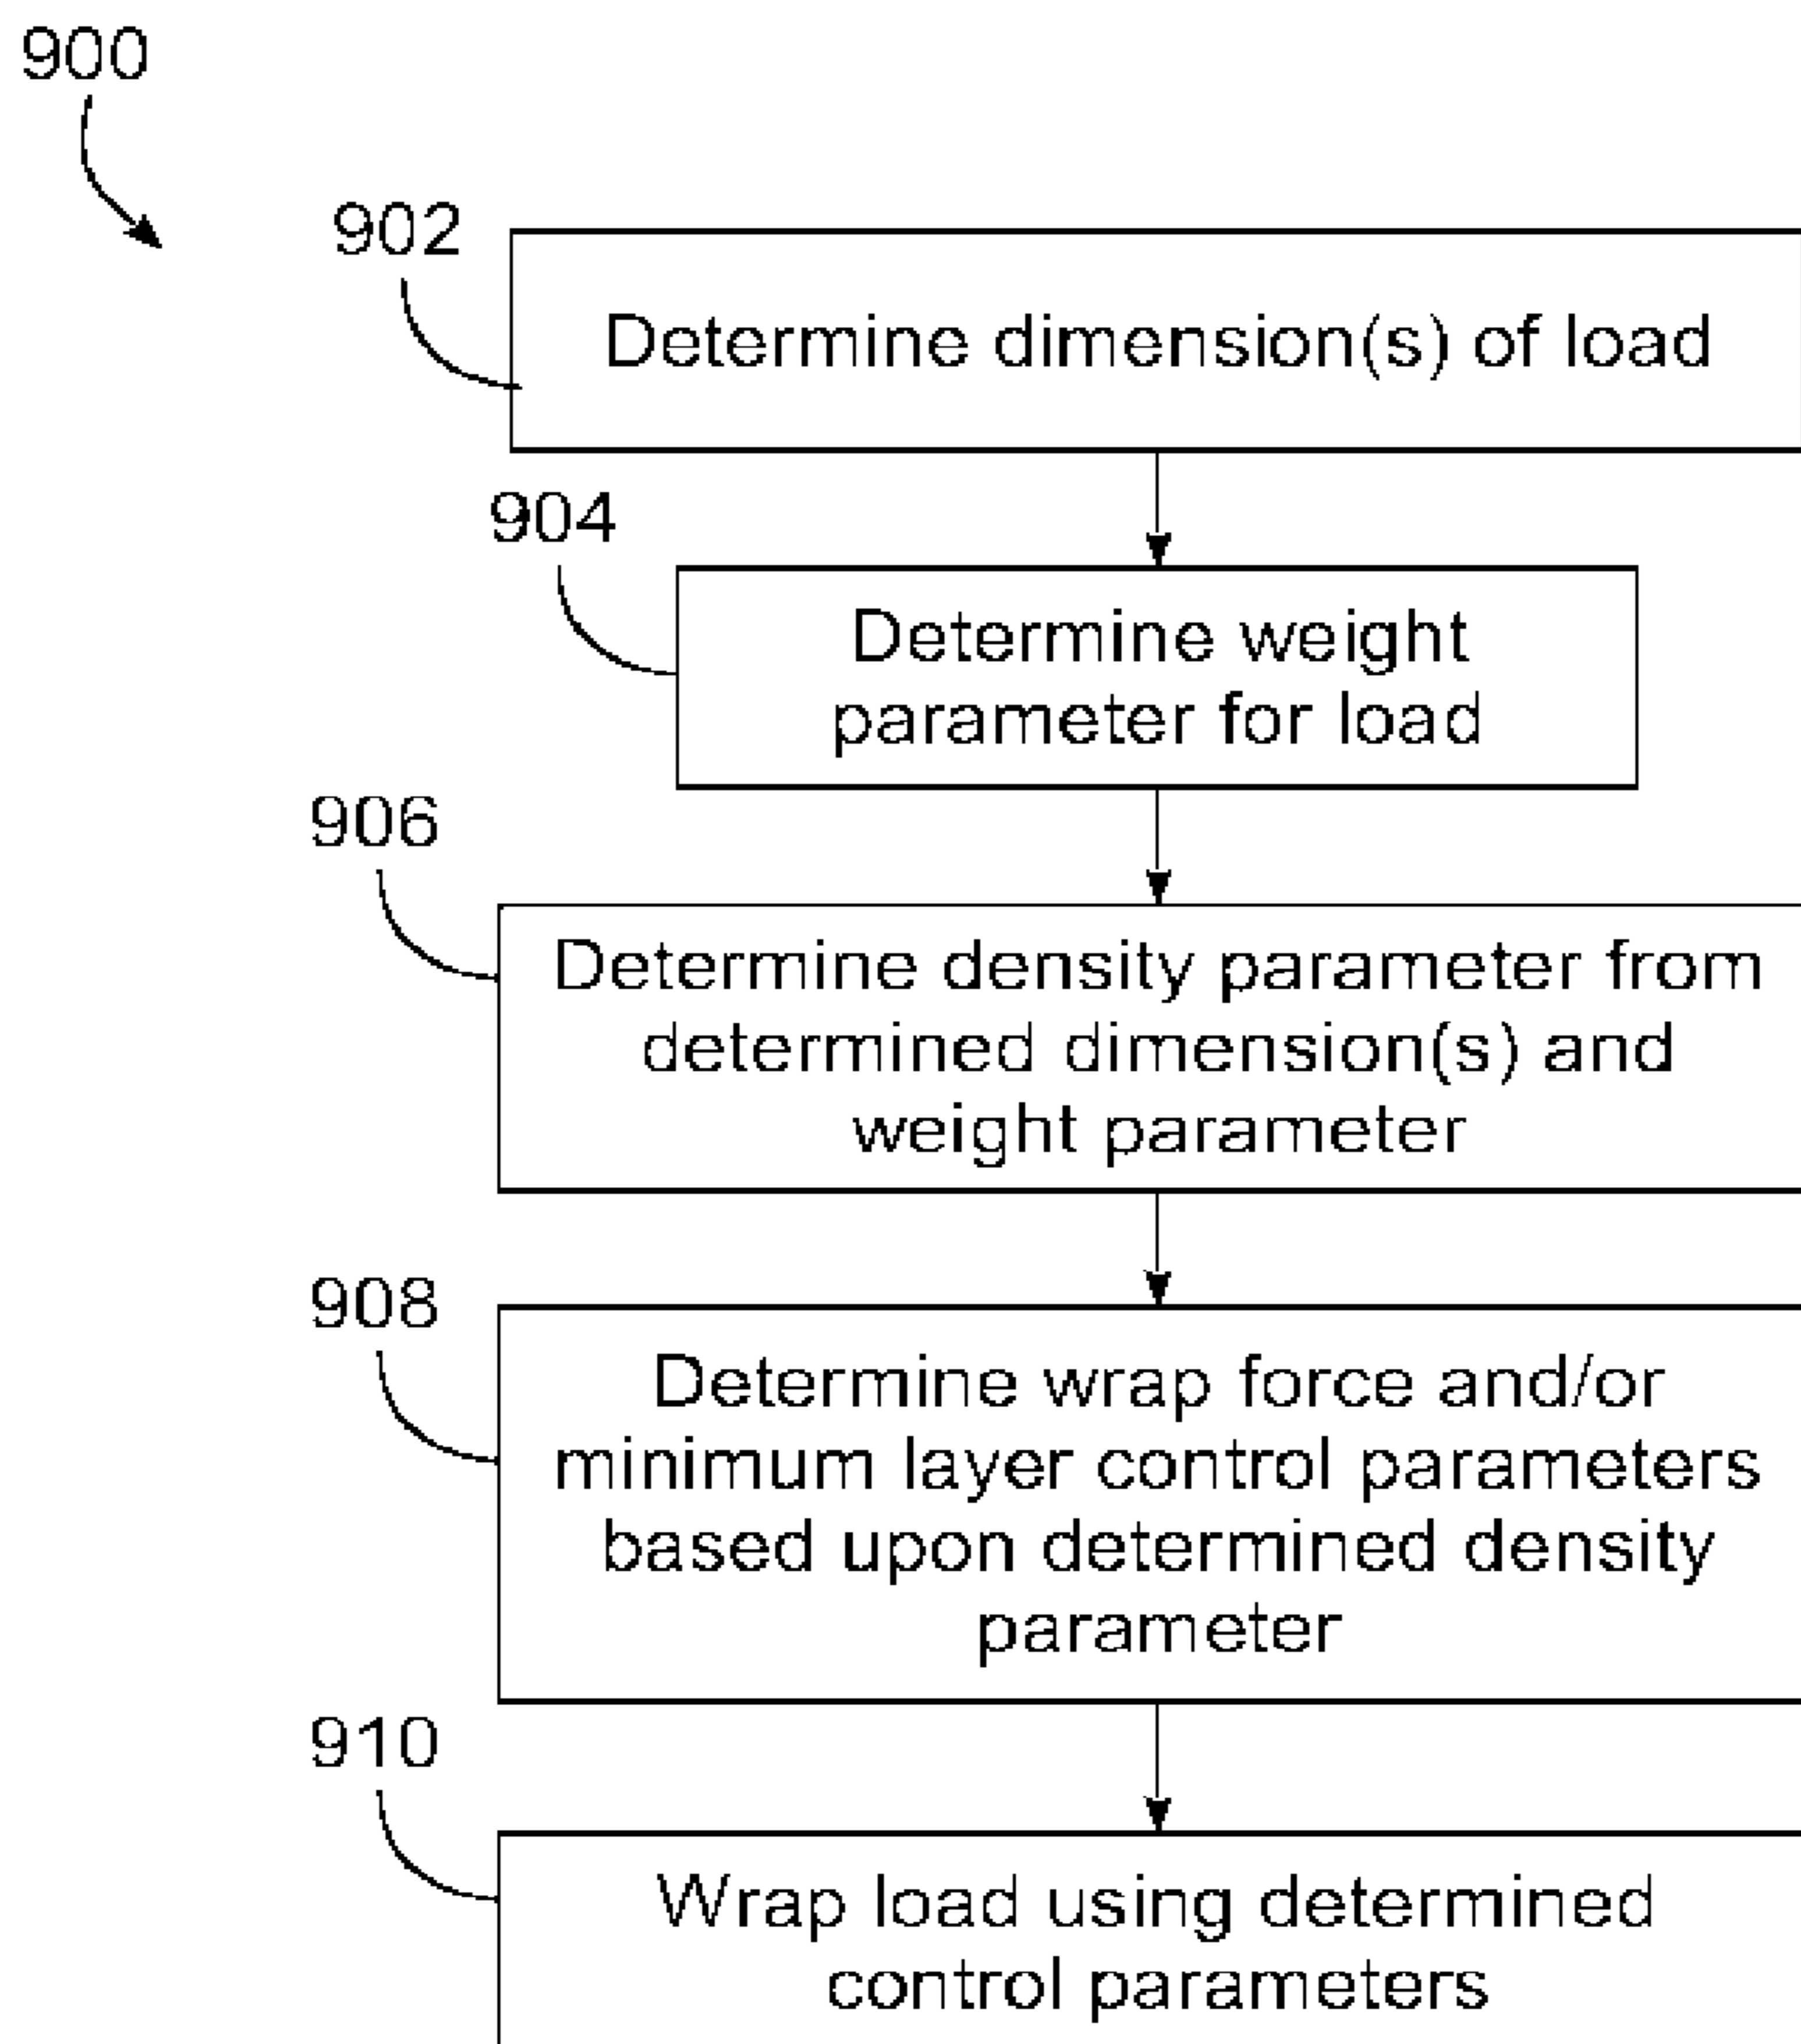 900
902
Determine dimension(s) of load
904
Determine weight
parameter for load
906
Determine density parameter from
determined dimension(s) and
weight parameter
908
Determine wrap force and/or
minimum layer control parameters
based upon determined density
parameter
910
Wrap load using determined
control parameters